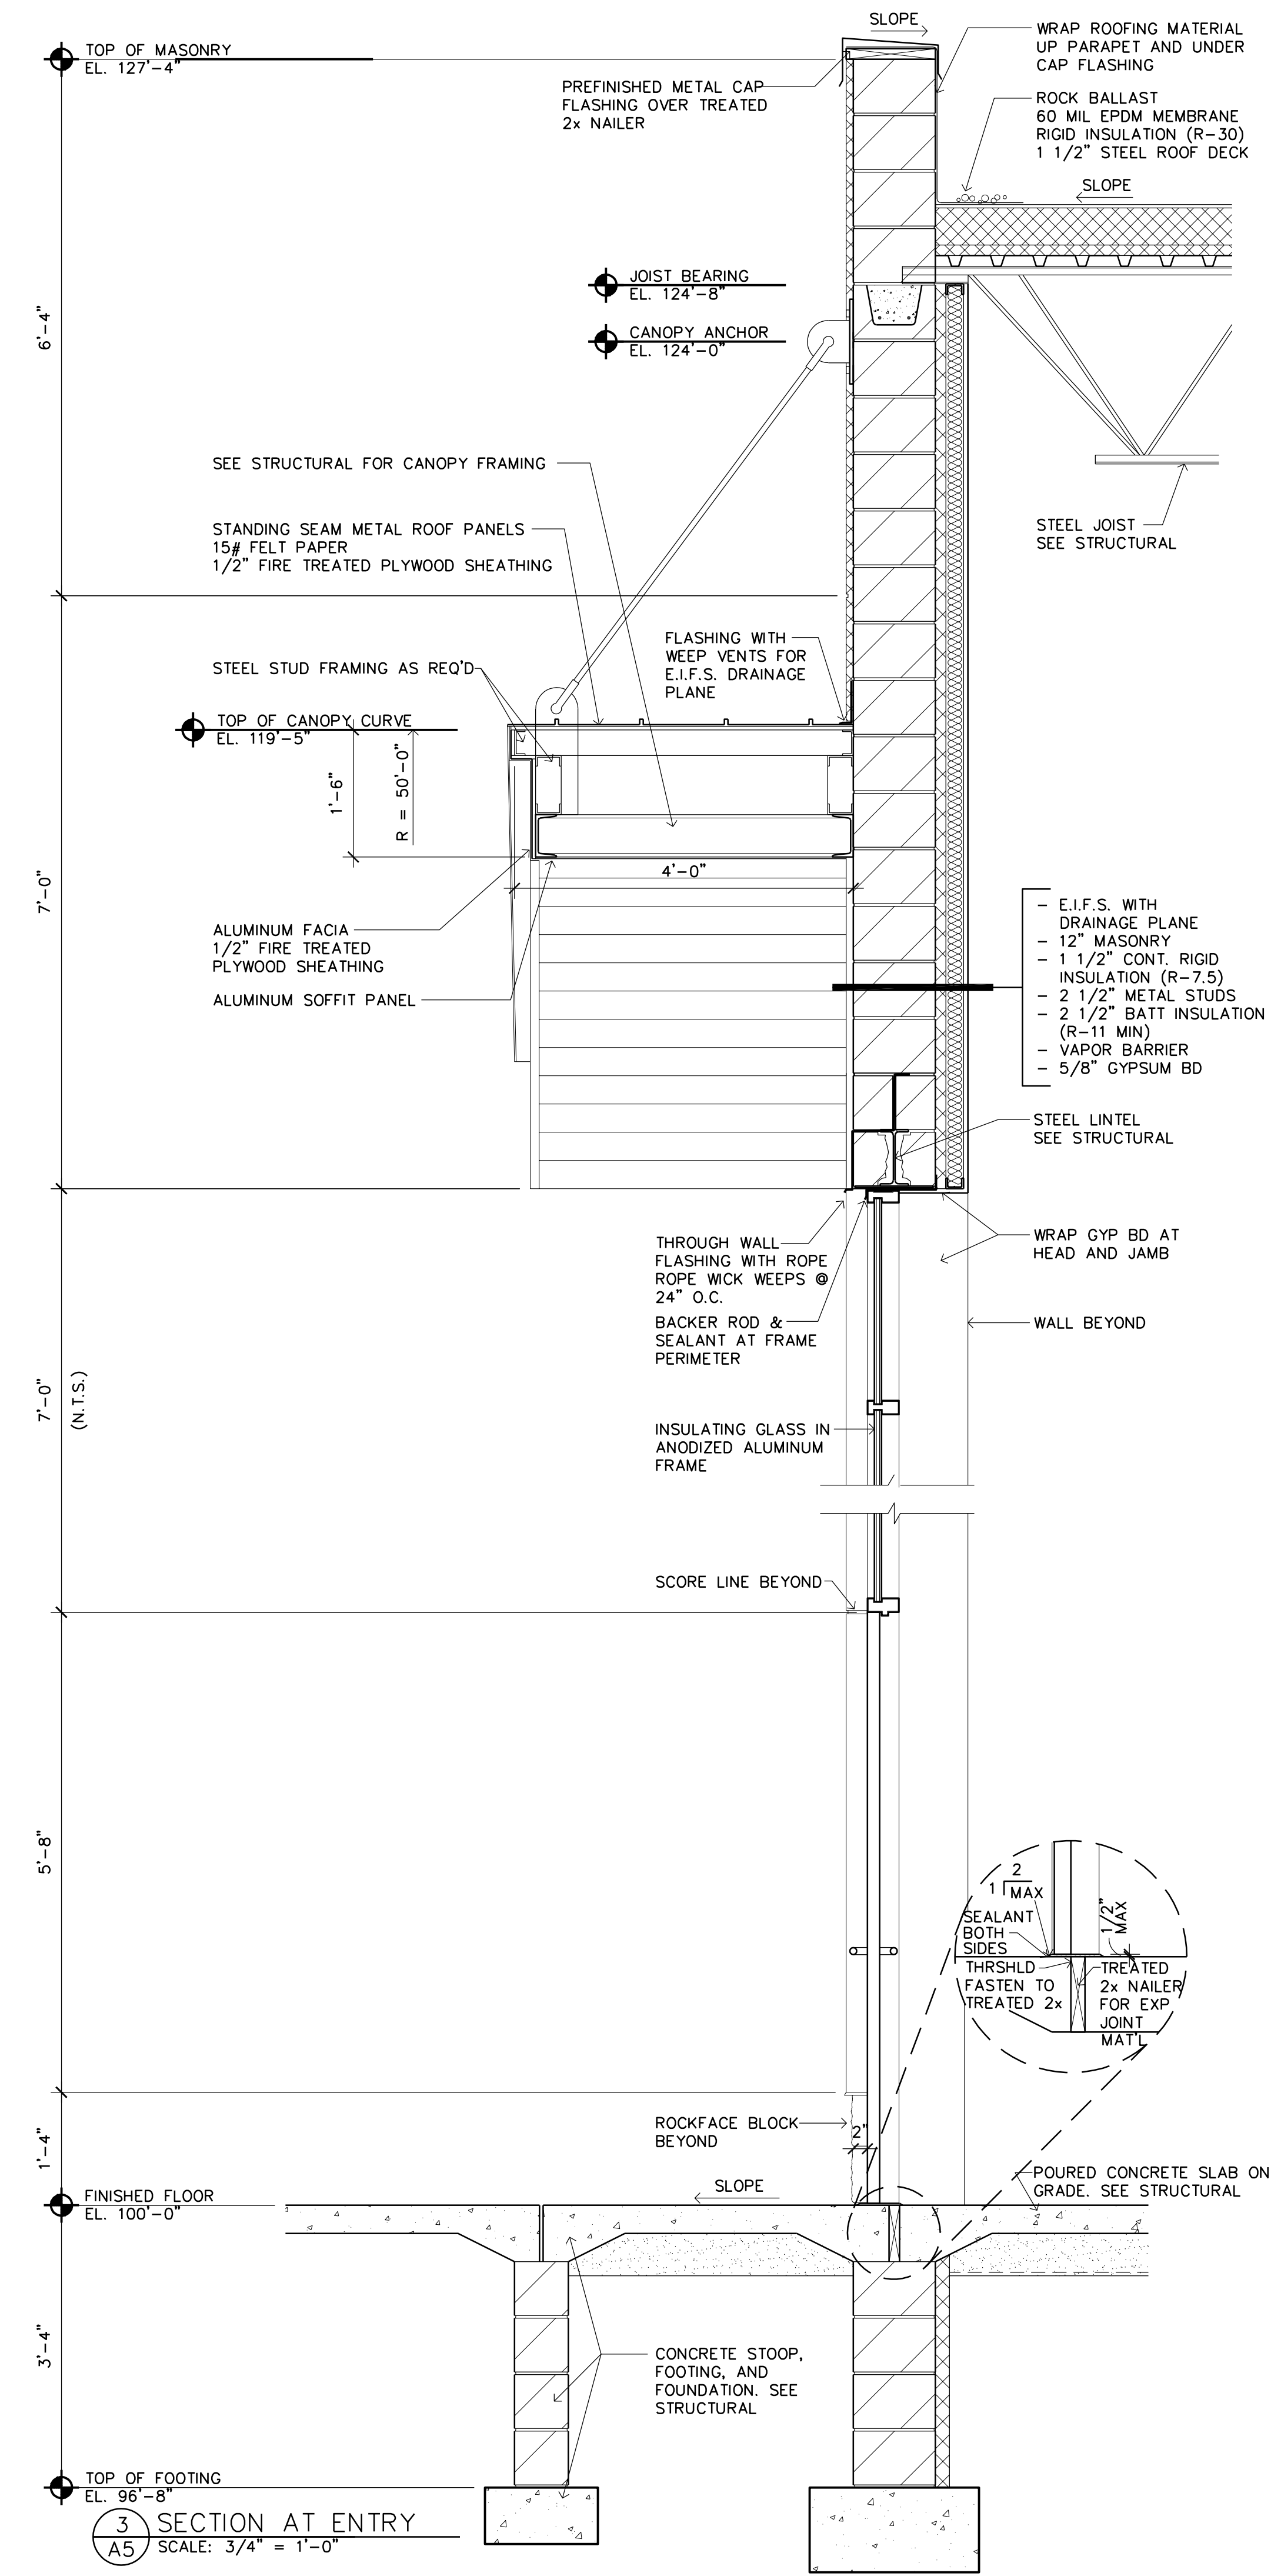 SLOPE
TOP OF MASONRY
EL. 127'-4"
WRAP ROOFING MATERIAL
UP PARAPET AND UNDER
CAP FLASHING
PREFINISHED METAL CAP
FLASHING OVER TREATED
2x NAILER
ROCK BALLAST
60 MIL EPDM MEMBRANE
RIGID INSULATION (R-30)
1 1/2" STEEL ROOF DECK
SLOPE
JOIST BEARING
EL. 124'-8"
CANOPY ANCHOR
EL. 124'-0"
6'-4"
SEE STRUCTURAL FOR CANOPY FRAMING
STANDING SEAM METAL ROOF PANELS
15# FELT PAPER
1/2" FIRE TREATED PLYWOOD SHEATHING
STEEL JOIST
SEE STRUCTURAL
FLASHING WITH
WEEP VENTS FOR
E.I.F.S. DRAINAGE
PLANE
STEEL STUD FRAMING AS REQ'D
TOP OF CANOPY CURVE
EL. 119'-5"
1'-6"
R = 50'-0"
4'-0"
7'-0"
ALUMINUM FACIA
1/2" FIRE TREATED
PLYWOOD SHEATHING
ALUMINUM SOFFIT PANEL
- E.I.F.S. WITH
DRAINAGE PLANE
- 12" MASONRY
- 1 1/2" CONT. RIGID
INSULATION (R-7.5)
- 2 1/2" METAL STUDS
- 2 1/2" BATT INSULATION
(R-11 MIN)
- VAPOR BARRIER
- 5/8" GYPSUM BD
STEEL LINTEL
SEE STRUCTURAL
THROUGH WALL
FLASHING WITH ROPE
ROPE WICK WEEPS @
24" O.C.
WRAP GYP BD AT
HEAD AND JAMB
BACKER ROD &
SEALANT AT FRAME
PERIMETER
WALL BEYOND
7'-0"
(N.T.S.)
INSULATING GLASS IN
ANODIZED ALUMINUM
FRAME
SCORE LINE BEYOND
5'-8"
2
1
MAX
SEALANT
BOTH
SIDES
1/2"
MAX
THRSHLD
FASTEN TO
TREATED 2x
TREATED
2x NAILER
FOR EXP
JOINT
MAT'L
ROCKFACE BLOCK
BEYOND
2"
1'-4"
POURED CONCRETE SLAB ON
GRADE. SEE STRUCTURAL
SLOPE
FINISHED FLOOR
EL. 100'-0"
3'-4"
CONCRETE STOOP,
FOOTING, AND
FOUNDATION. SEE
STRUCTURAL
TOP OF FOOTING
EL. 96'-8"
3
A5
SECTION AT ENTRY
SCALE: 3/4" = 1'-0"